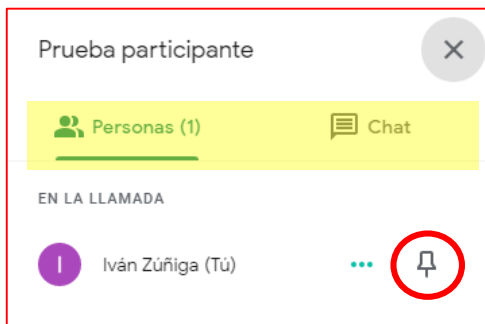 Prueba participante
Personas (1) Chat
EN LA LLAMADA
I Iván Zúñiga (Tú)